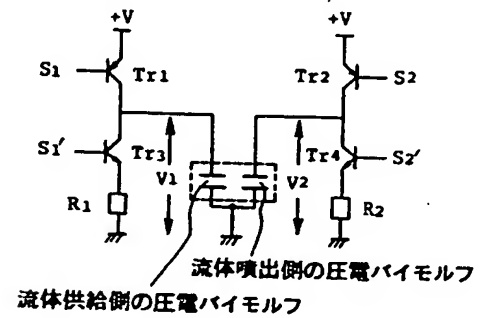 +V
+V
S1
Tr1
Tr2
S2
S1′
Tr3
Tr4
S2′
V1
V2
R1
R2
流体噴出側の圧電バイモルフ
流体供給側の圧電バイモルフ